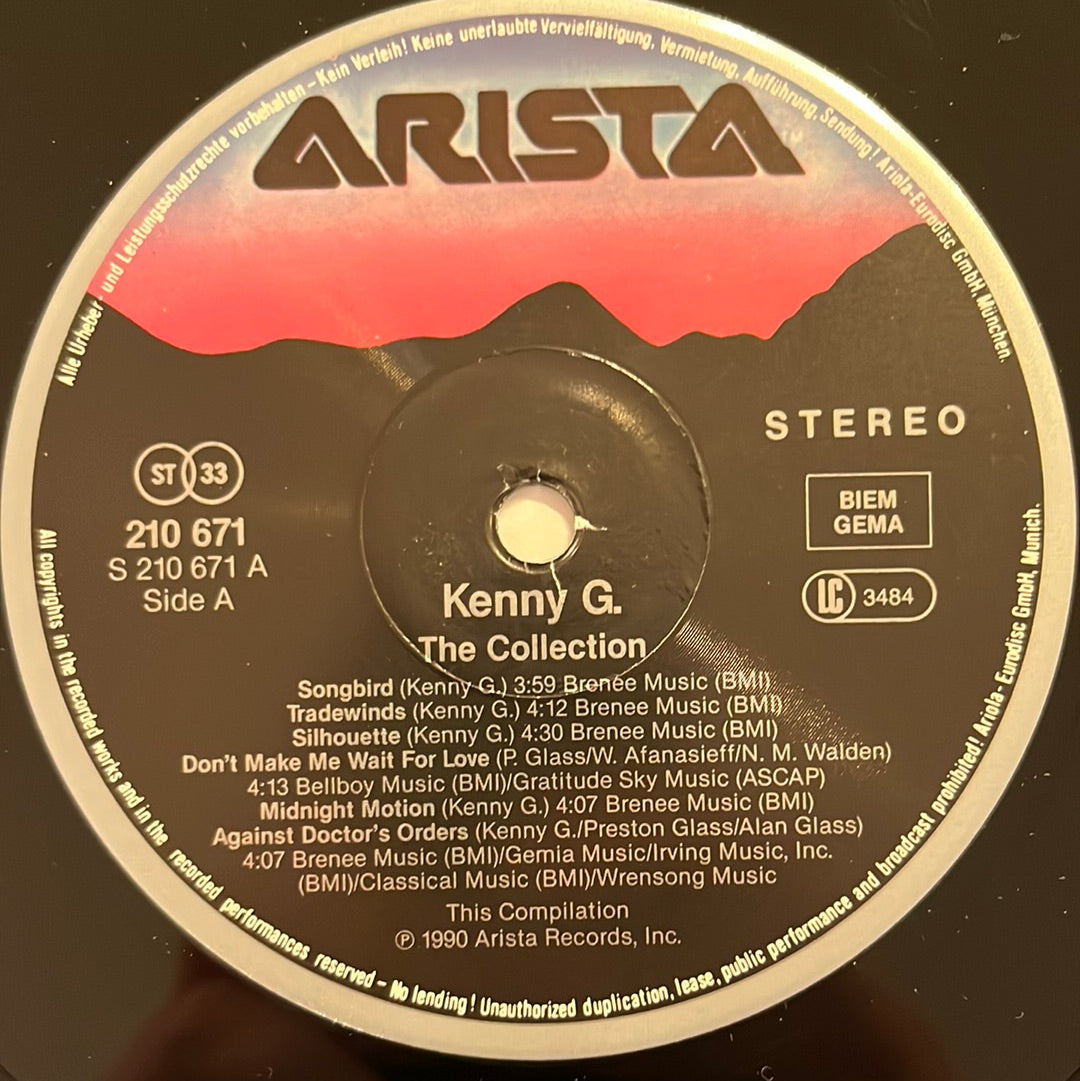 Alle Urheber- und Leistungsschutzrechte vorbehalten – Kein Verleih! Keine unerlaubte Vervielfältigung, Vermietung, Aufführung, Sendung! Ariola-Eurodisc GmbH, München.
ARISTA
STEREO
ST 33
210 671
S 210 671 A
Side A
BIEM
GEMA
LC 3484
Kenny G.
The Collection
Songbird (Kenny G.) 3:59 Brenee Music (BMI)
Tradewinds (Kenny G.) 4:12 Brenee Music (BMI)
Silhouette (Kenny G.) 4:30 Brenee Music (BMI)
Don't Make Me Wait For Love (P. Glass/W. Afanasieff/N. M. Walden)
4:13 Bellboy Music (BMI)/Gratitude Sky Music (ASCAP)
Midnight Motion (Kenny G.) 4:07 Brenee Music (BMI)
Against Doctor's Orders (Kenny G./Preston Glass/Alan Glass)
4:07 Brenee Music (BMI)/Gemia Music/Irving Music, Inc.
(BMI)/Classical Music (BMI)/Wrensong Music
This Compilation
℗ 1990 Arista Records, Inc.
All copyrights in the recorded works and in the recorded performances reserved – No lending! Unauthorized duplication, lease, public performance and broadcast prohibited! Ariola-Eurodisc GmbH, Munich.